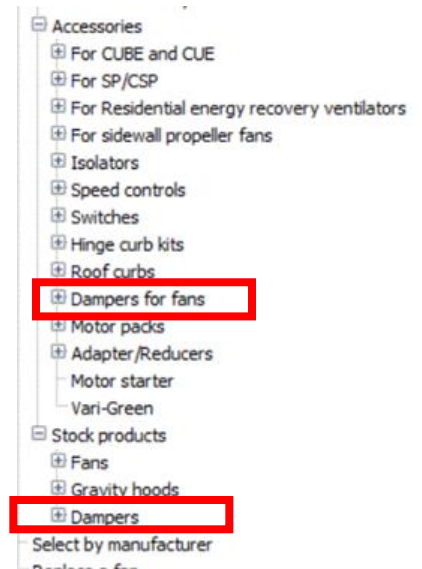 Accessories
For CUBE and CUE
For SP/CSP
For Residential energy recovery ventilators
For sidewall propeller fans
Isolators
Speed controls
Switches
Hinge curb kits
Roof curbs
Dampers for fans
Motor packs
Adapter/Reducers
Motor starter
Vari-Green
Stock products
Fans
Gravity hoods
Dampers
Select by manufacturer